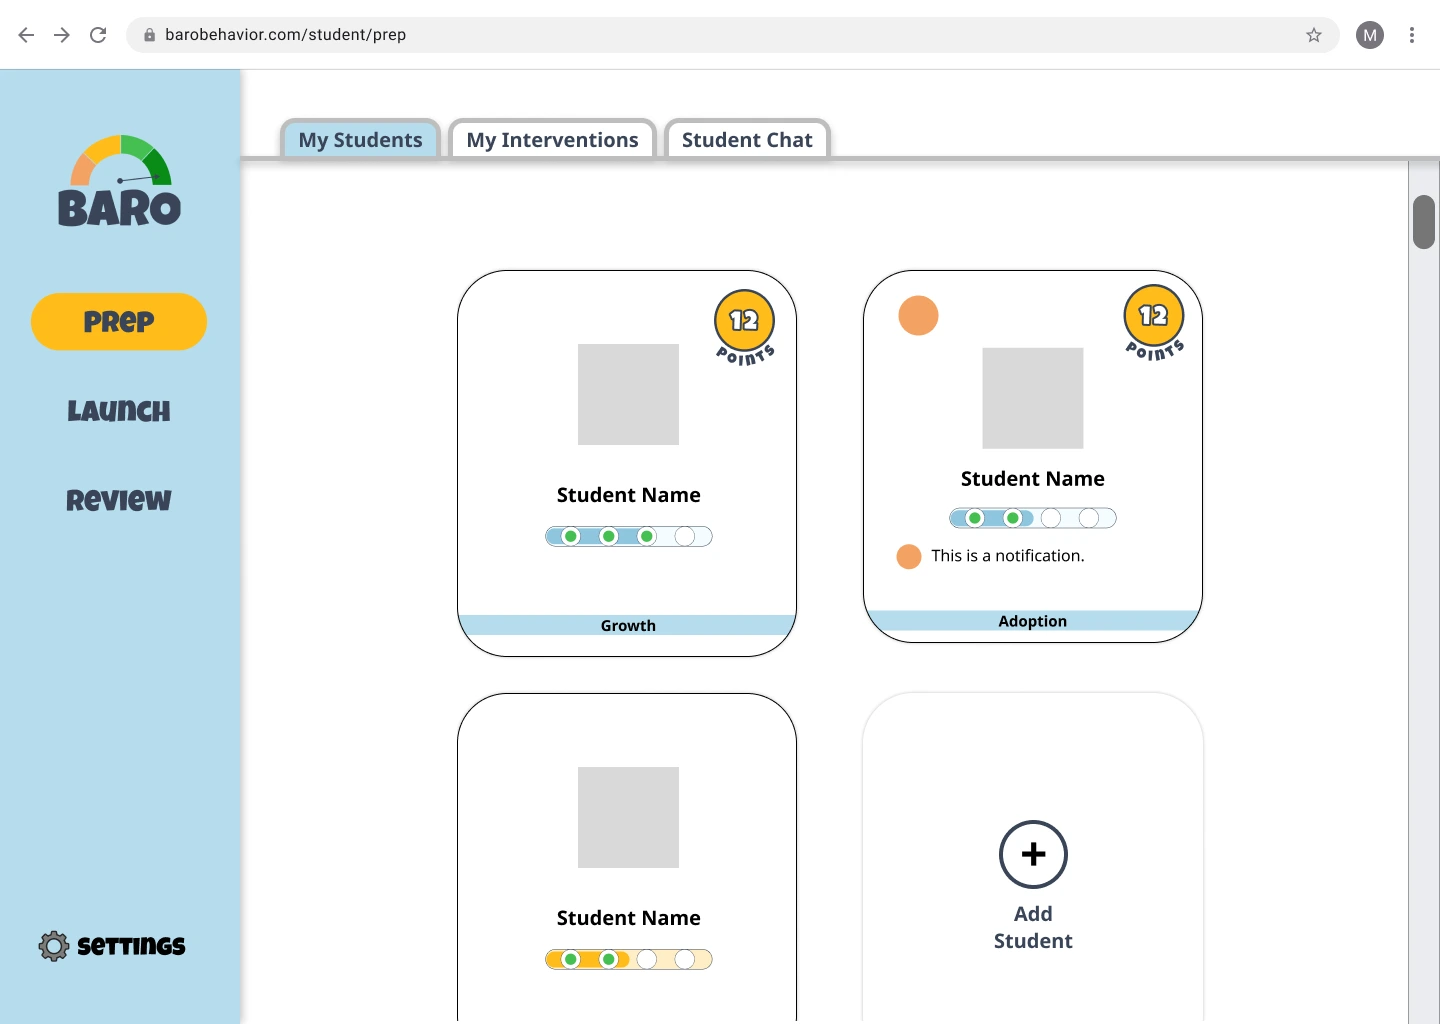 barobehavior.com/student/prep
M
My Students
My Interventions
Student Chat
BARO
PREP
LAUNCH
REVIEW
SETTINGS
12
POINTS
Student Name
Growth
12
POINTS
Student Name
This is a notification.
Adoption
Student Name
+
Add
Student